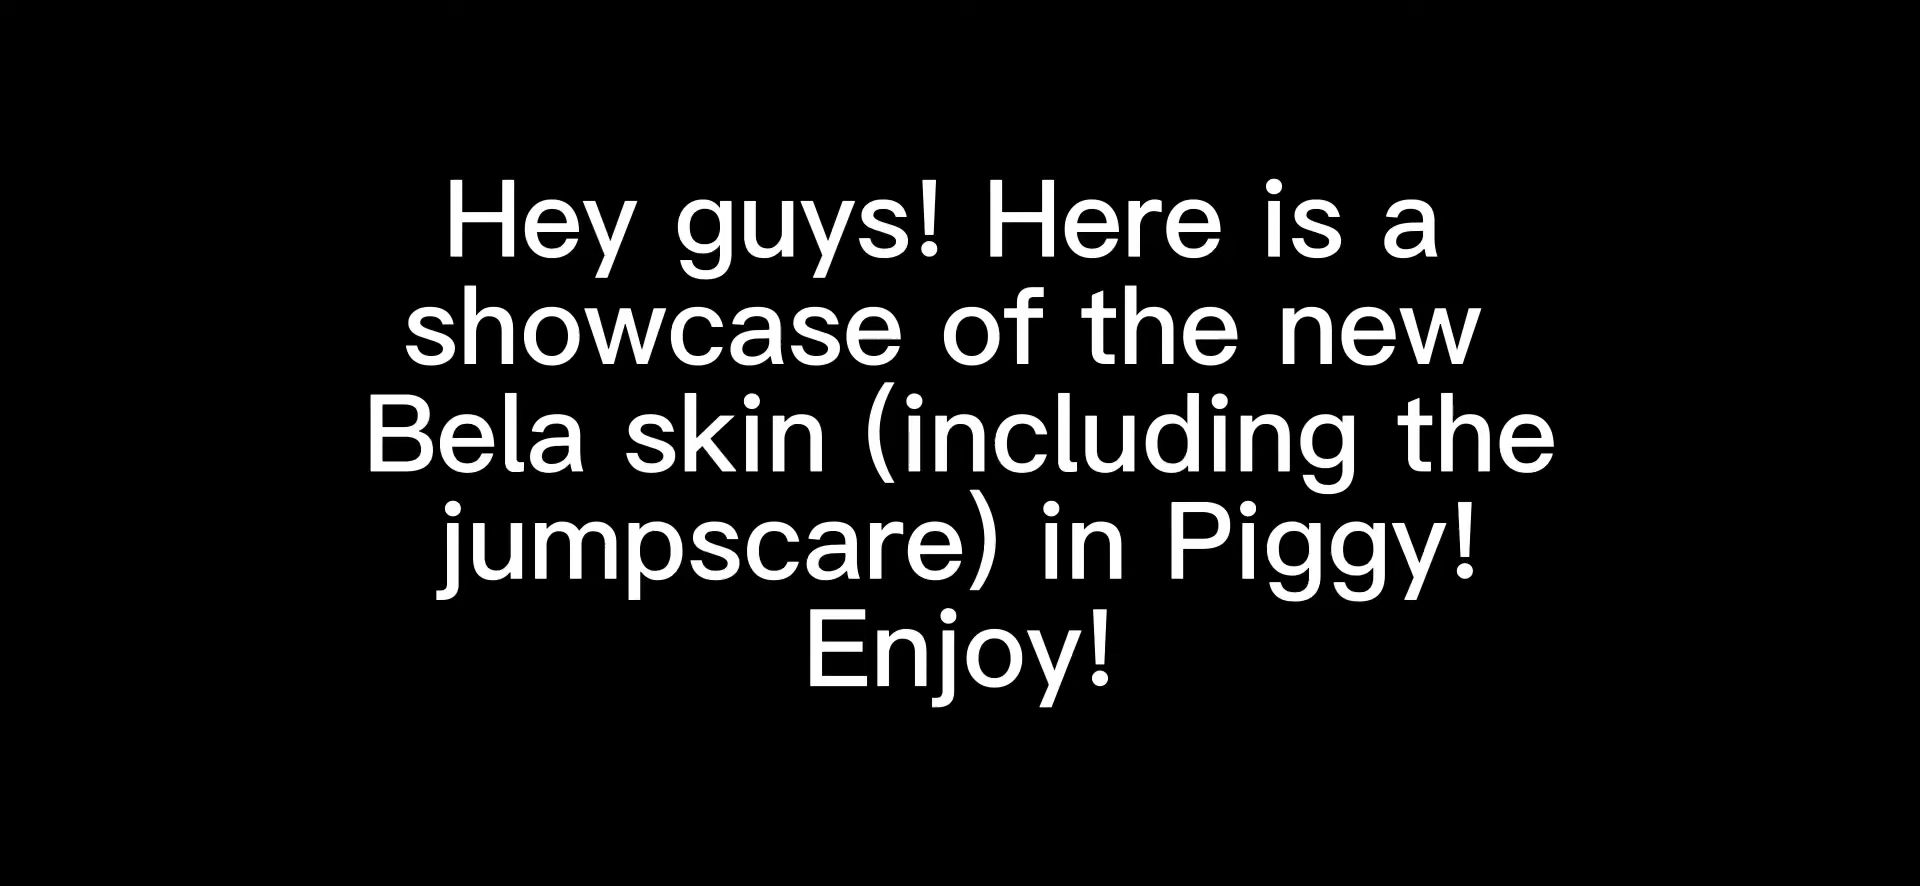 Hey guys! Here is a
showcase of the new
Bela skin (including the
jumpscare) in Piggy!
Enjoy!